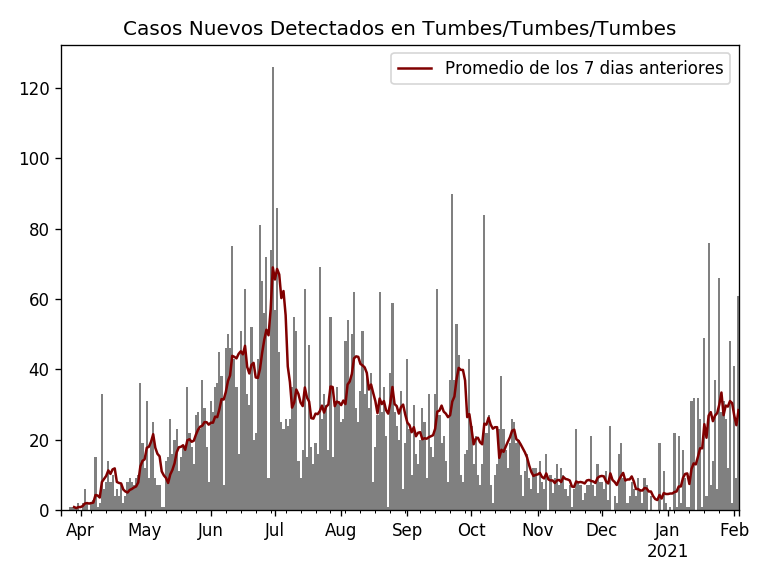 Casos Nuevos Detectados en Tumbes/Tumbes/Tumbes
Promedio de los 7 dias anteriores
120
100
80
60
40
20
0
Apr May Jun Jul Aug Sep Oct Nov Dec Jan Feb
2021